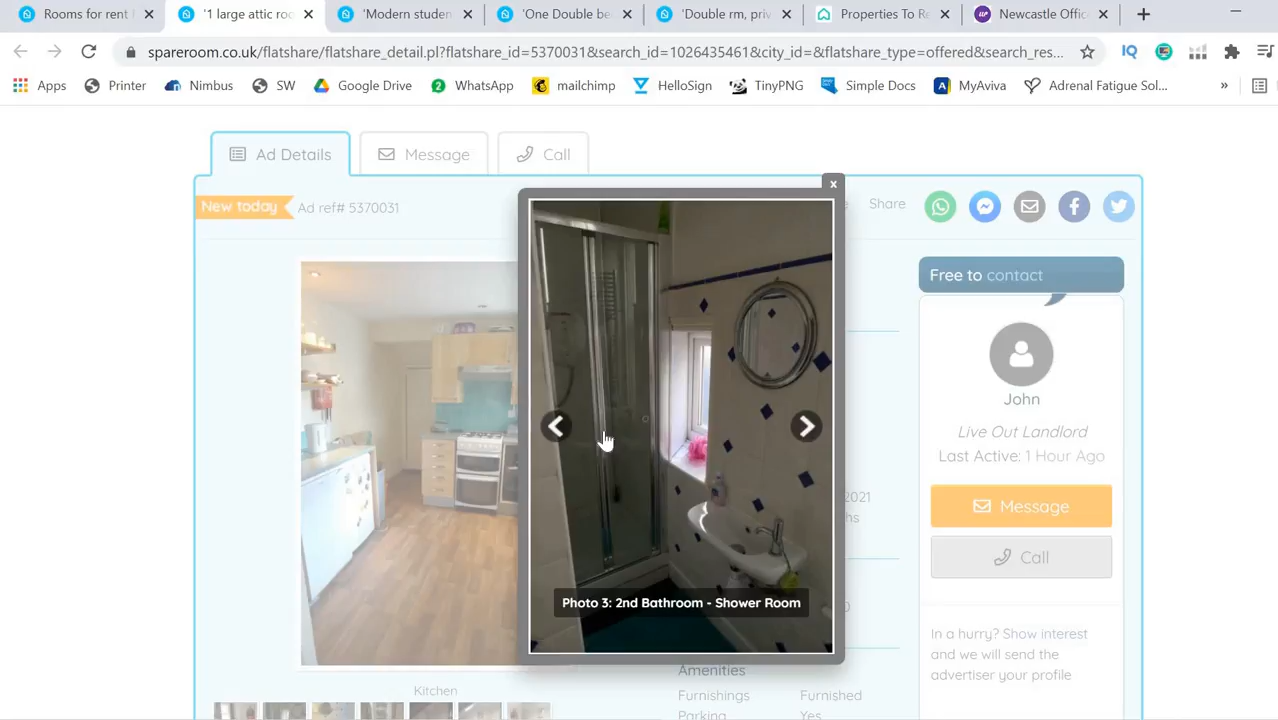 Rooms for rent
'1 large attic roo
'Modern studen
'One Double be
'Double rm, priv
Properties To Re
Newcastle Offic
spareroom.co.uk/flatshare/flatshare_detail.pl?flatshare_id=5370031&search_id=1026435461&city_id=&flatshare_type=offered&search_res...
Apps
Printer
Nimbus
SW
Google Drive
WhatsApp
mailchimp
HelloSign
TinyPNG
Simple Docs
MyAviva
Adrenal Fatigue Sol...
»
Ad Details
Message
Call
x
New today
Ad ref# 5370031
Share
Free to contact
John
Live Out Landlord
Last Active: 1 Hour Ago
Message
Call
2021
hs
0
Photo 3: 2nd Bathroom - Shower Room
In a hurry? Show interest
and we will send the
advertiser your profile
Kitchen
Amenities
Furnishings Furnished
Parking Yes